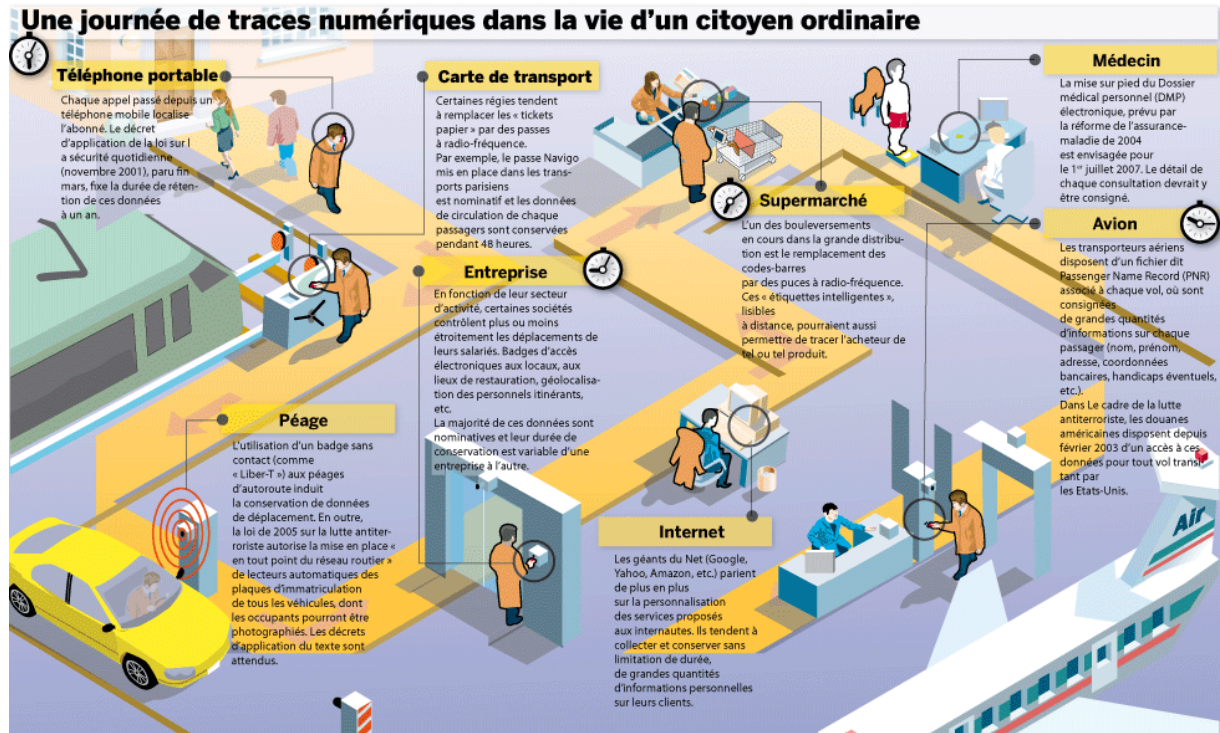 Une journée de traces numériques dans la vie d'un citoyen ordinaire
Téléphone portable
Chaque appel passé depuis un
téléphone mobile localise
l'abonné. Le décret
d'application de la loi sur l
a sécurité quotidienne
(novembre 2001), paru fin
mars, fixe la durée de réten-
tion de ces données
à un an.
Carte de transport
Certaines régies tendent
à remplacer les « tickets
papier » par des passes
à radio-fréquence.
Par exemple, le passe Navigo
mis en place dans les trans-
ports parisiens
est nominatif et les données
de circulation de chaque
passagers sont conservées
pendant 48 heures.
Médecin
La mise sur pied du Dossier
médical personnel (DMP)
électronique, prévu par
la réforme de l'assurance-
maladie de 2004
est envisagée pour
le 1er juillet 2007. Le détail de
chaque consultation devrait y
être consigné.
Supermarché
L'un des bouleversements
en cours dans la grande distribu-
tion est le remplacement des
codes-barres
par des puces à radio-fréquence.
Ces « étiquettes intelligentes »,
lisibles
à distance, pourraient aussi
permettre de tracer l'acheteur de
tel ou tel produit.
Avion
Les transporteurs aériens
disposent d'un fichier dit
Passenger Name Record (PNR)
associé à chaque vol, où sont
consignées
de grandes quantités
d'informations sur chaque
passager (nom, prénom,
adresse, coordonnées
bancaires, handicaps éventuels,
etc.).
Dans Le cadre de la lutte
antiterroriste, les douanes
américaines disposent depuis
février 2003 d'un accès à ces
données pour tout vol transi-
tant par
les Etats-Unis.
Entreprise
En fonction de leur secteur
d'activité, certaines sociétés
contrôlent plus ou moins
étroitement les déplacements de
leurs salariés. Badges d'accès
électroniques aux locaux, aux
lieux de restauration, géolocalisa-
tion des personnels itinérants,
etc.
La majorité de ces données sont
nominatives et leur durée de
conservation est variable d'une
entreprise à l'autre.
Péage
L'utilisation d'un badge sans
contact (comme
« Liber-T ») aux péages
d'autoroute induit
la conservation de données
de déplacement. En outre,
la loi de 2005 sur la lutte antiter-
roriste autorise la mise en place «
en tout point du réseau routier »
de lecteurs automatiques des
plaques d'immatriculation
de tous les véhicules, dont
les occupants pourront être
photographiés. Les décrets
d'application du texte sont
attendus.
Internet
Les géants du Net (Google,
Yahoo, Amazon, etc.) parient
de plus en plus
sur la personnalisation
des services proposés
aux internautes. Ils tendent à
collecter et conserver sans
limitation de durée,
de grandes quantités
d'informations personnelles
sur leurs clients.
Air